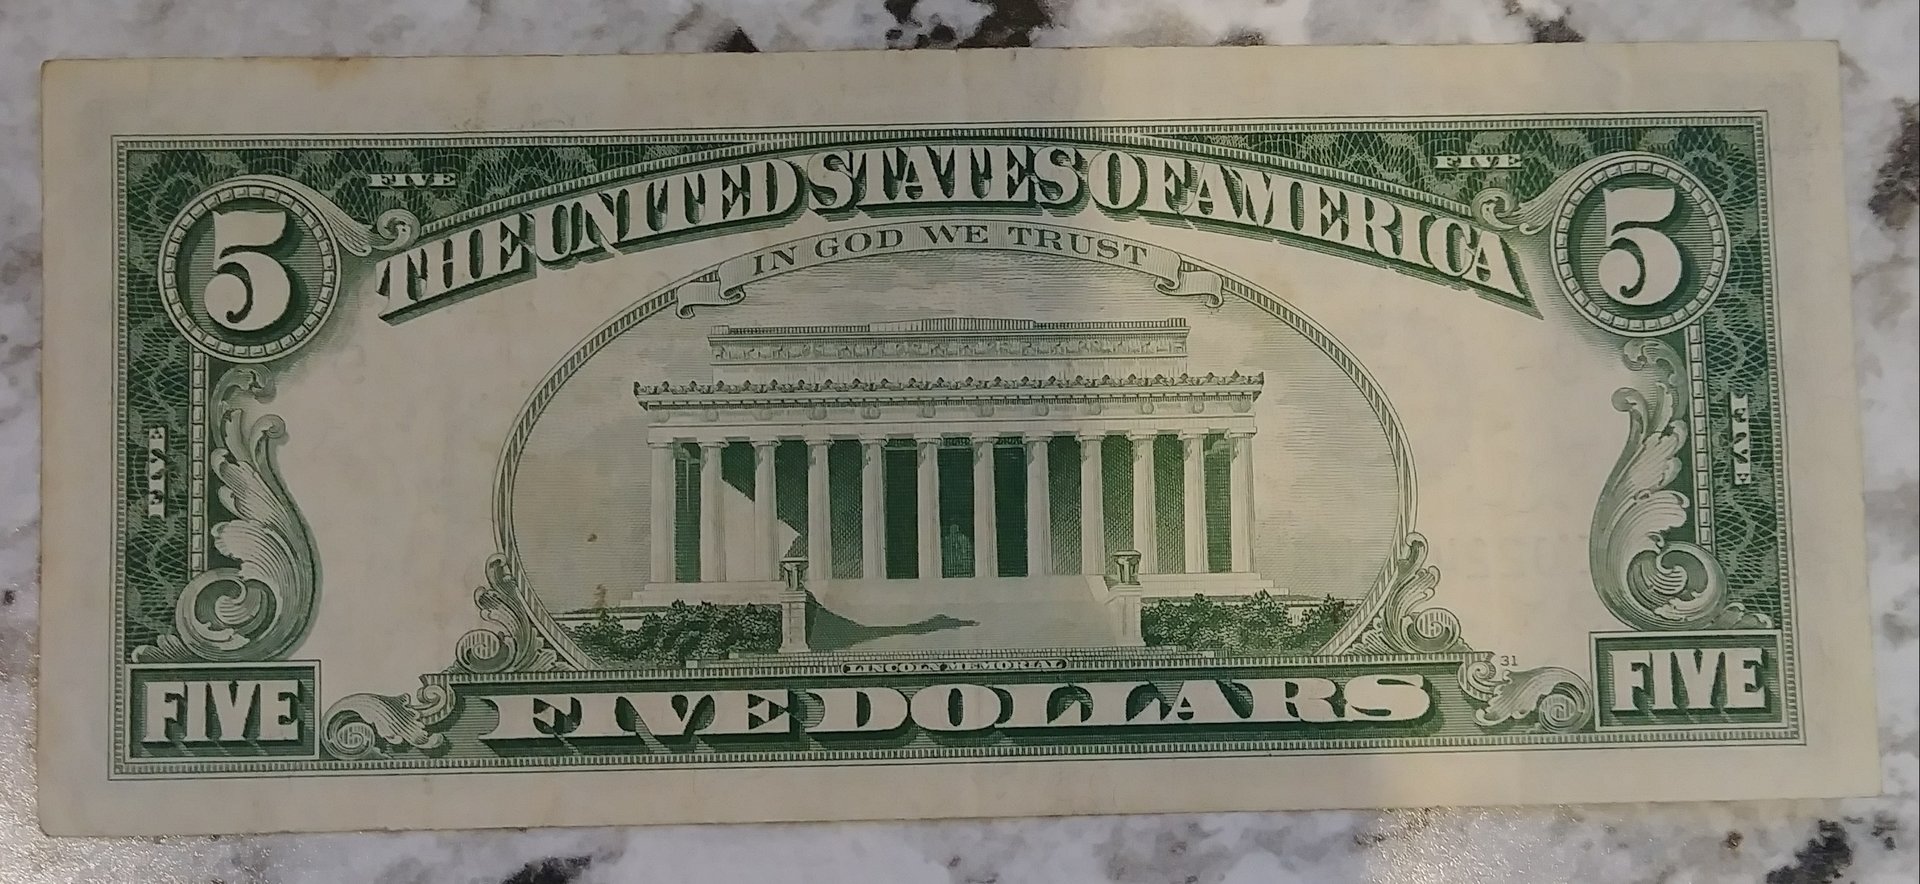 FIVE
FIVE
5
THE UNITED STATES OF AMERICA
5
IN GOD WE TRUST
FIVE
FIVE
LINCOLN MEMORIAL
31
FIVE
FIVE DOLLARS
FIVE